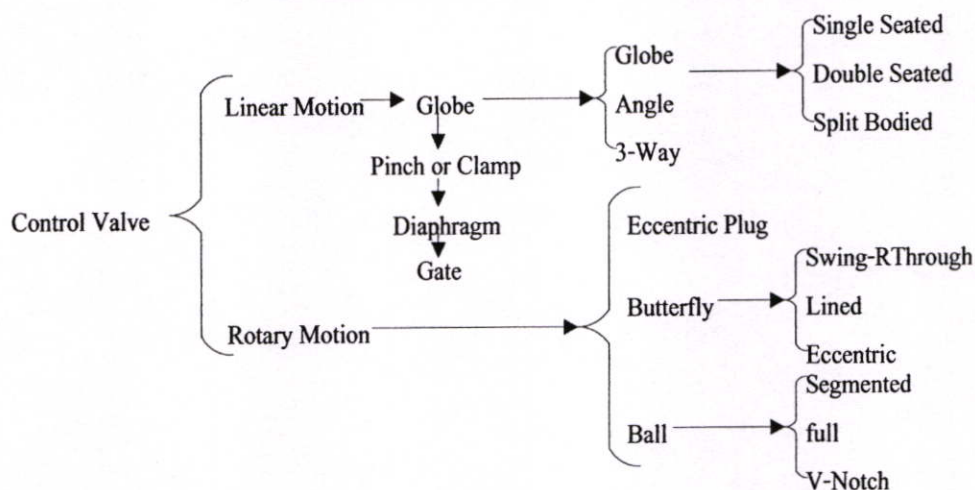 Single Seated
Globe
Double Seated
Linear Motion
Globe
Angle
Split Bodied
3-Way
Pinch or Clamp
Control Valve
Diaphragm
Eccentric Plug
Gate
Swing-RThrough
Butterfly
Lined
Rotary Motion
Eccentric
Segmented
Ball
full
V-Notch